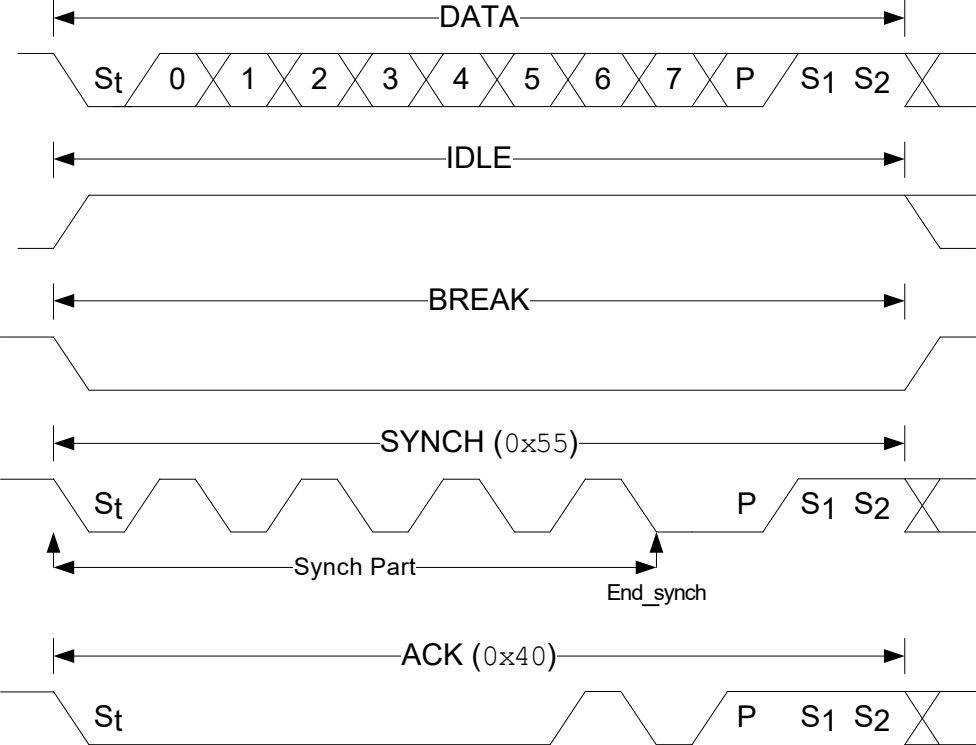 DATA
St 0 1 2 3 4 5 6 7 P S1 S2
IDLE
BREAK
SYNCH (0x55)
St P S1 S2
Synch Part
End_synch
ACK (0x40)
St P S1 S2